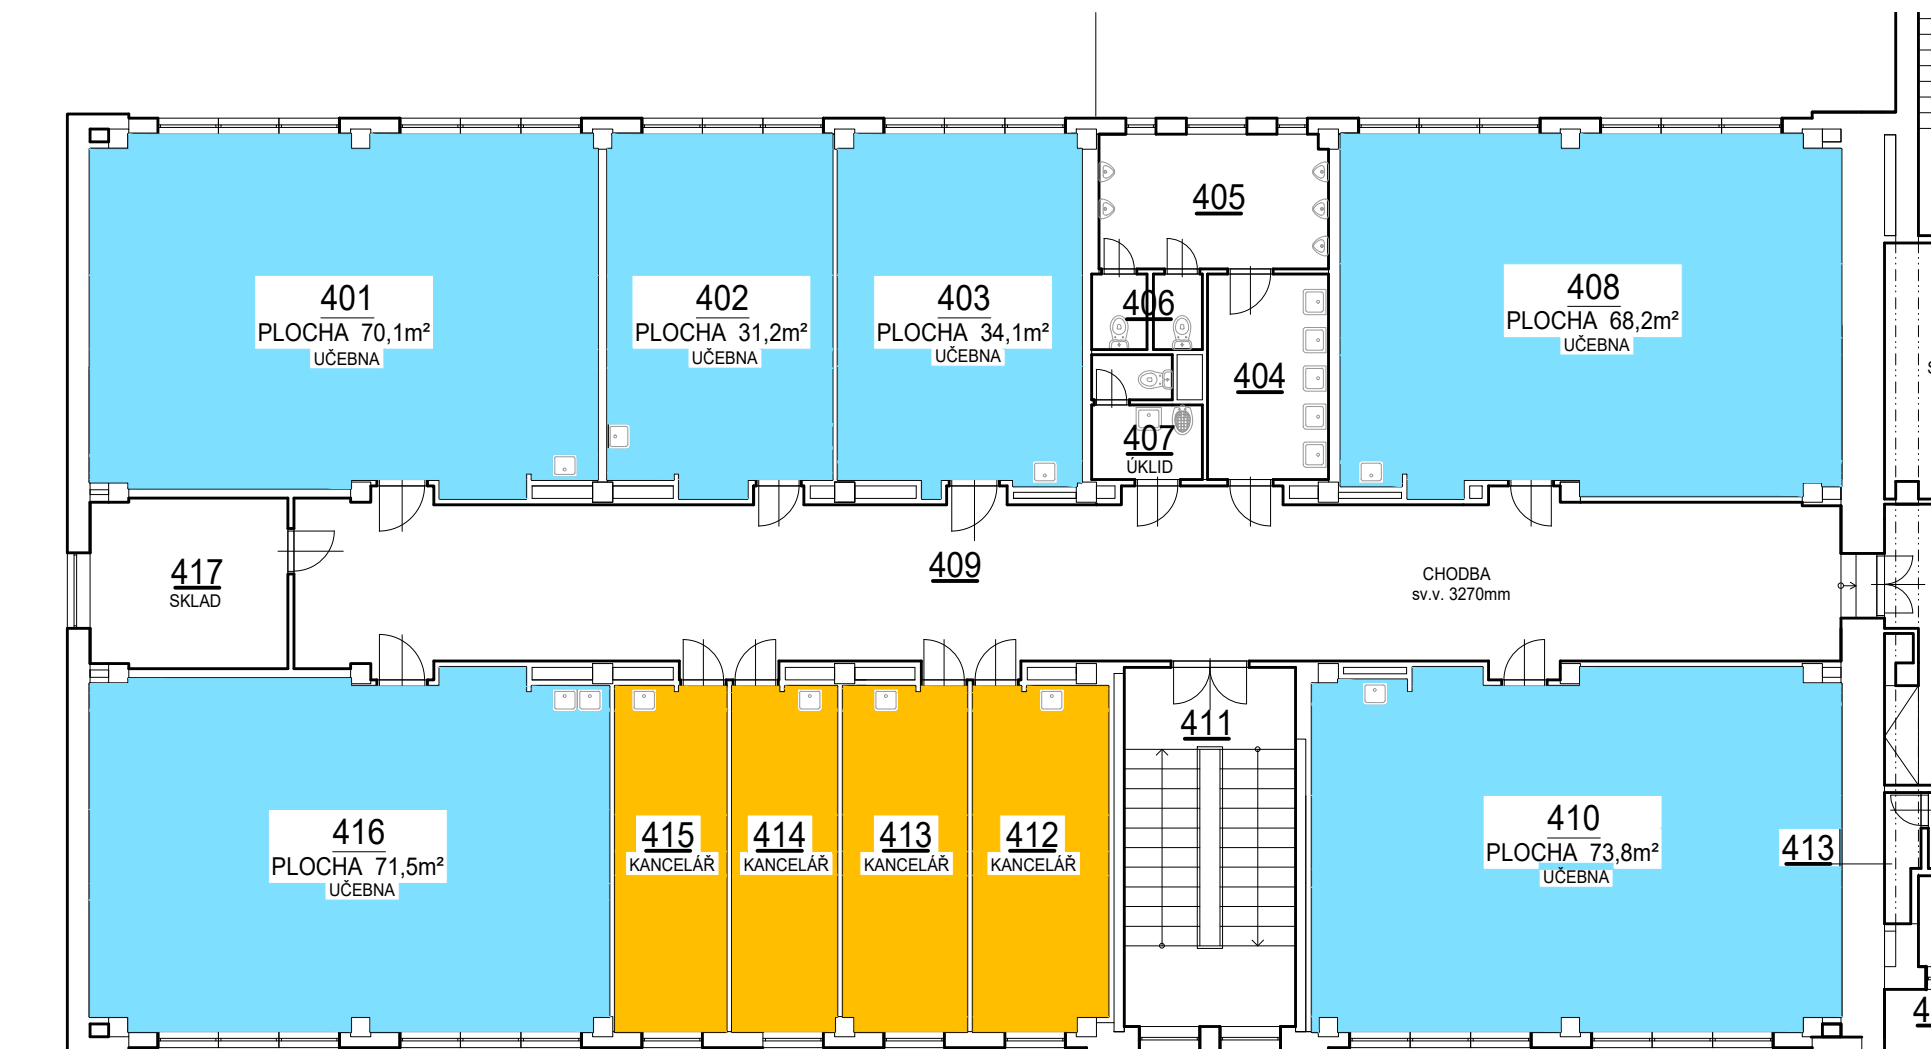 401
PLOCHA 70,1m²
UČEBNA
402
PLOCHA 31,2m²
UČEBNA
403
PLOCHA 34,1m²
UČEBNA
405
406
404
407
ÚKLID
408
PLOCHA 68,2m²
UČEBNA
417
SKLAD
409
CHODBA
sv.v. 3270mm
416
PLOCHA 71,5m²
UČEBNA
415
KANCELÁŘ
414
KANCELÁŘ
413
KANCELÁŘ
412
KANCELÁŘ
411
410
PLOCHA 73,8m²
UČEBNA
413